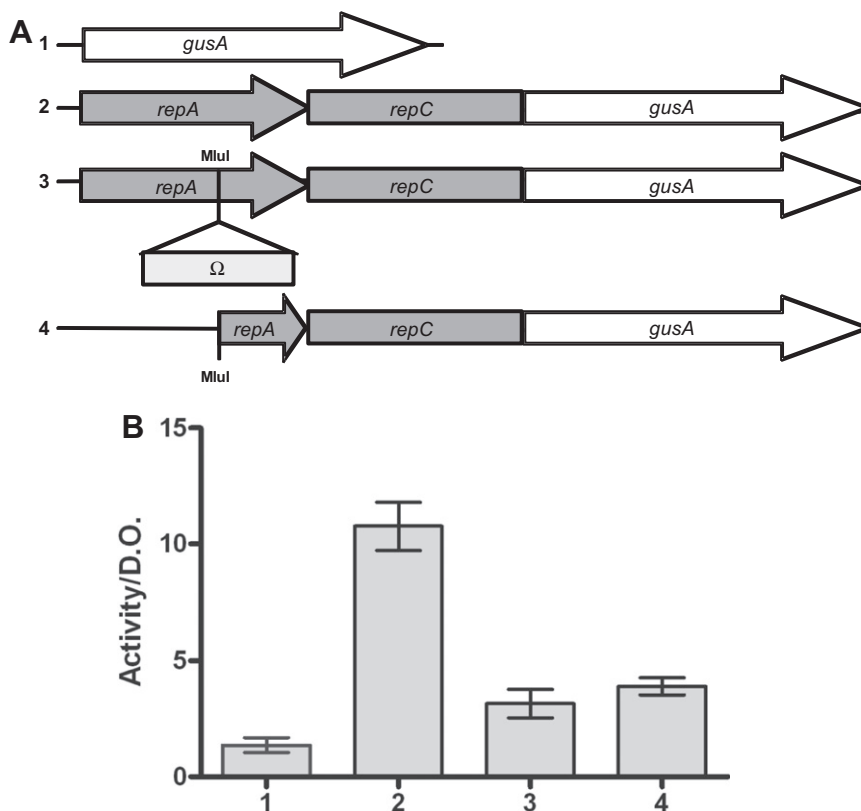 A
1 gusA
2 repA repC gusA
MluI
3 repA repC gusA
Ω
4 repA repC gusA
MluI
B
Activity/D.O.
15
10
5
0
1 2 3 4